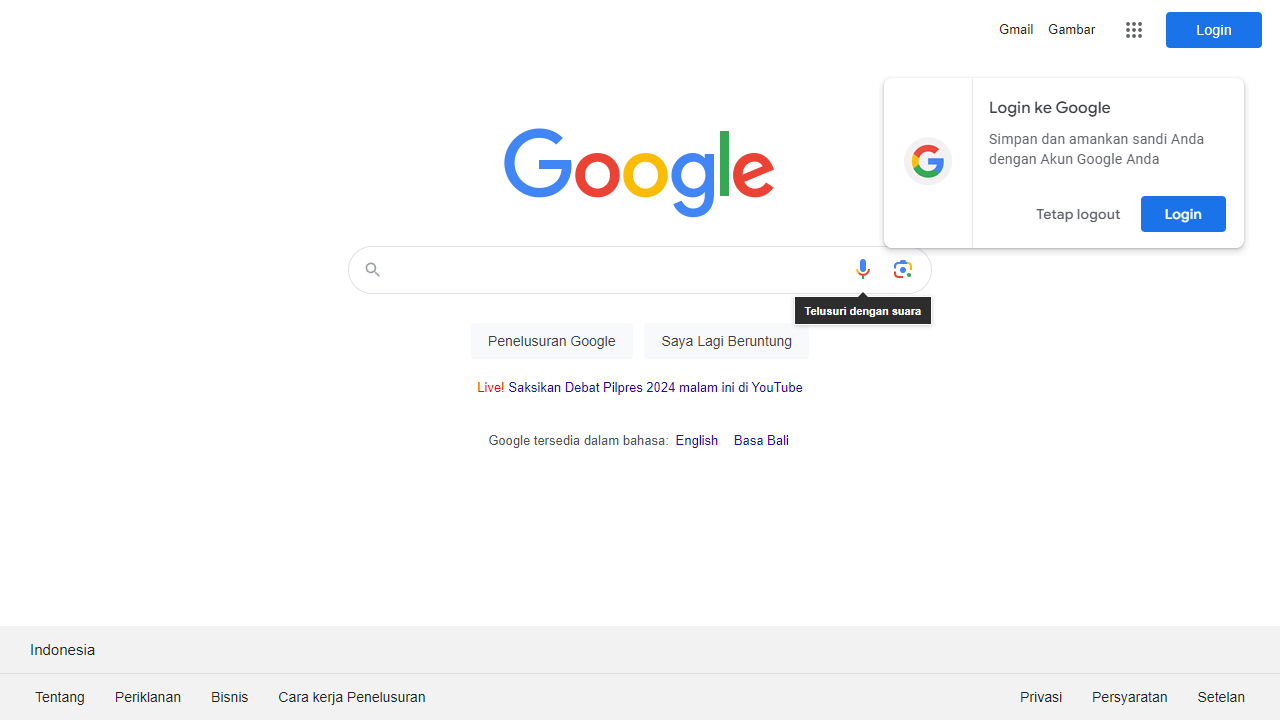 Gmail Gambar Login
Login ke Google
Simpan dan amankan sandi Anda
dengan Akun Google Anda
Tetap logout Login
Google
Telusuri dengan suara
Penelusuran Google Saya Lagi Beruntung
Live! Saksikan Debat Pilpres 2024 malam ini di YouTube
Google tersedia dalam bahasa: English Basa Bali
Indonesia
Tentang Periklanan Bisnis Cara kerja Penelusuran Privasi Persyaratan Setelan